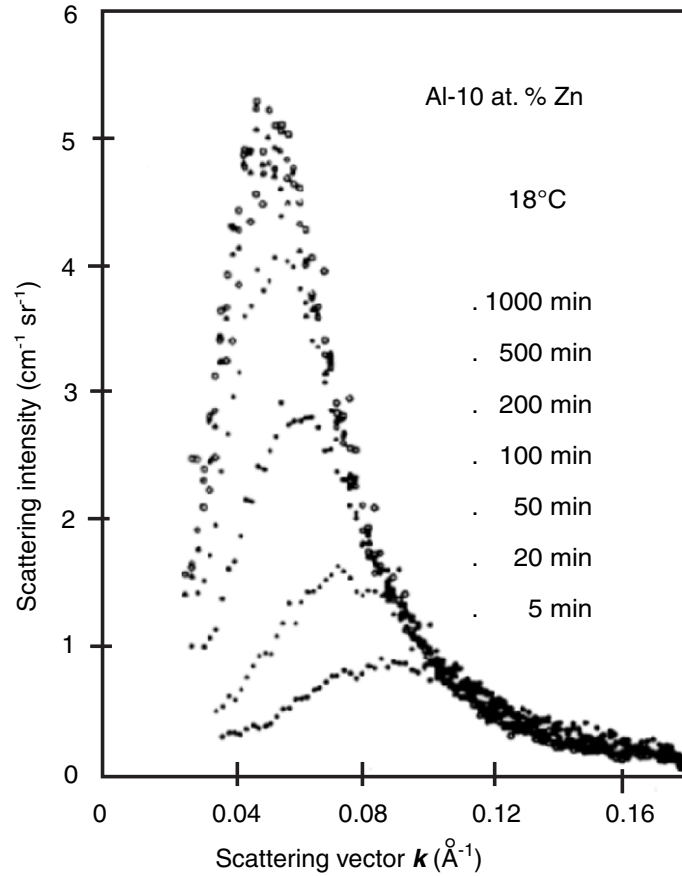 6
5
4
3
2
1
0
Scattering intensity (cm⁻¹ sr⁻¹)
Al-10 at. % Zn
18°C
. 1000 min
. 500 min
. 200 min
. 100 min
. 50 min
. 20 min
. 5 min
0 0.04 0.08 0.12 0.16
Scattering vector k (Å⁻¹)